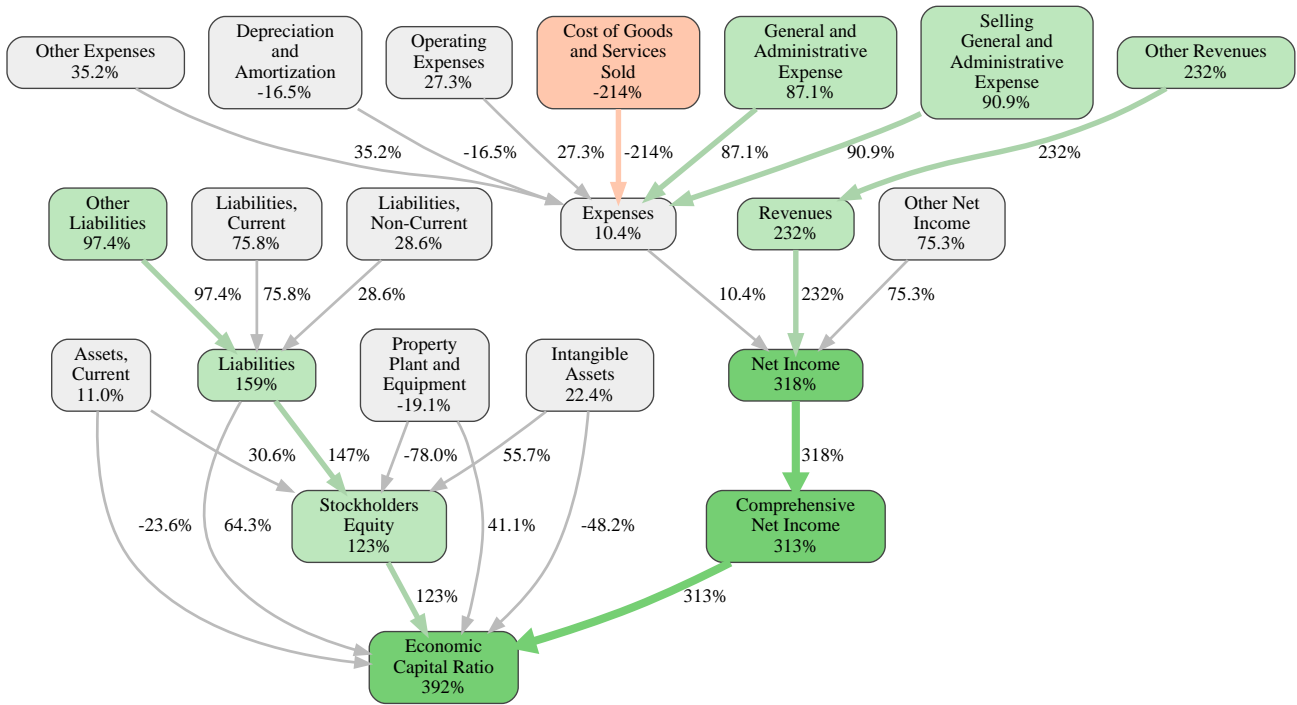 Other Expenses
35.2%
Depreciation
and
Amortization
-16.5%
Operating
Expenses
27.3%
Cost of Goods
and Services
Sold
-214%
General and
Administrative
Expense
87.1%
Selling
General and
Administrative
Expense
90.9%
Other Revenues
232%
35.2%
-16.5%
27.3%
-214%
87.1%
90.9%
232%
Other
Liabilities
97.4%
Liabilities,
Current
75.8%
Liabilities,
Non-Current
28.6%
Expenses
10.4%
Revenues
232%
Other Net
Income
75.3%
97.4%
75.8%
28.6%
10.4%
232%
75.3%
Assets,
Current
11.0%
Liabilities
159%
Property
Plant and
Equipment
-19.1%
Intangible
Assets
22.4%
Net Income
318%
30.6%
147%
-78.0%
55.7%
318%
Stockholders
Equity
123%
Comprehensive
Net Income
313%
-23.6%
64.3%
41.1%
-48.2%
123%
313%
Economic
Capital Ratio
392%